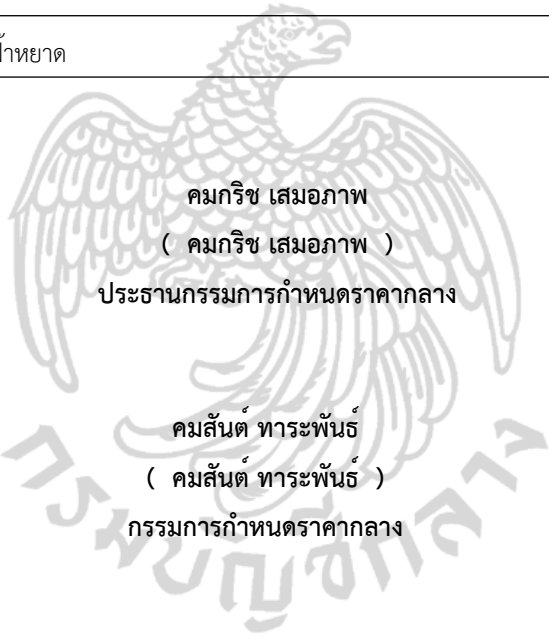 คมกริช เสมอภาพ
( คมกริช เสมอภาพ )
ประธานกรรมการกำหนดราคากลาง
คมสันต์ ทาระพันธ์
( คมสันต์ ทาระพันธ์ )
กรรมการกำหนดราคากลาง
กรมบัญชีกลาง